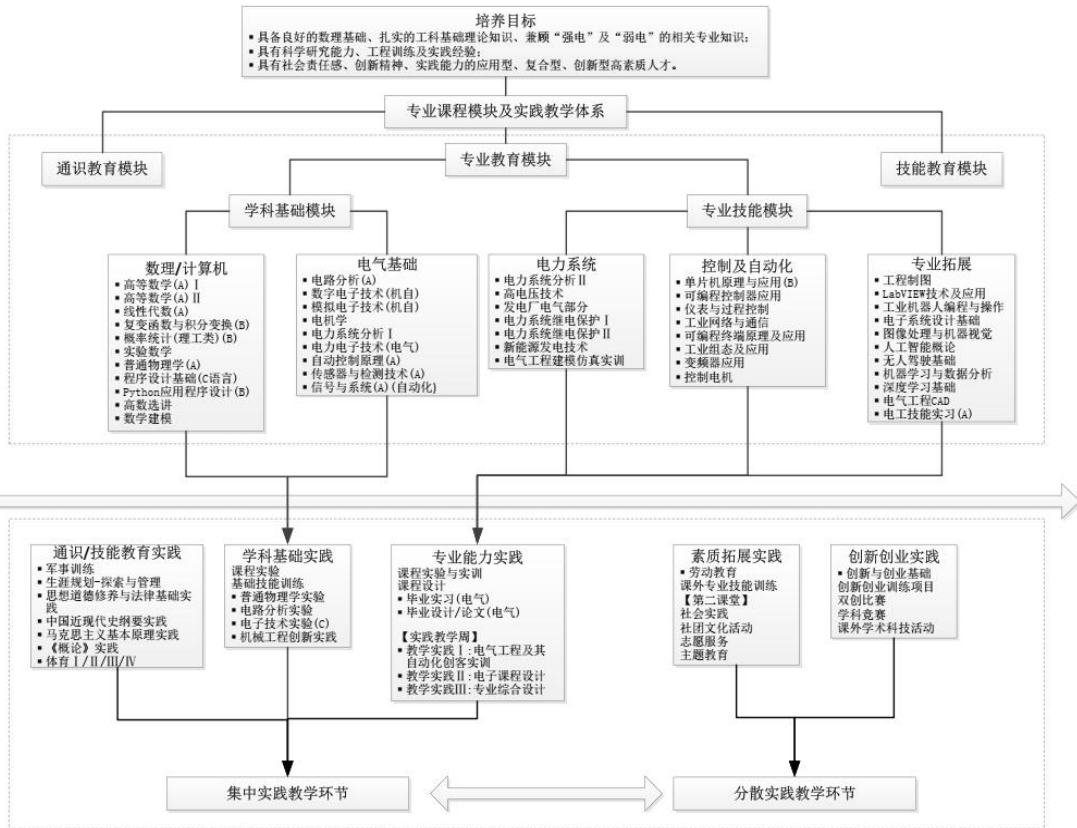 培养目标
▪ 具备良好的数理基础、扎实的工科基础理论知识、兼顾“强电”及“弱电”的相关专业知识;
▪ 具有科学研究能力、工程训练及实践经验;
▪ 具有社会责任感、创新精神、实践能力的应用型、复合型、创新型高素质人才。
专业课程模块及实践教学体系
通识教育模块
专业教育模块
技能教育模块
学科基础模块
专业技能模块
数理/计算机
▪ 高等数学(A)Ⅰ
▪ 高等数学(A)Ⅱ
▪ 线性代数(A)
▪ 复变函数与积分变换(B)
▪ 概率统计(理工类)(B)
▪ 实验数学
▪ 普通物理学(A)
▪ 程序设计基础(C语言)
▪ Python应用程序设计(B)
▪ 高数选讲
▪ 数学建模
电气基础
▪ 电路分析(A)
▪ 数字电子技术(机自)
▪ 模拟电子技术(机自)
▪ 电机学
▪ 电力系统分析Ⅰ
▪ 电力电子技术(电气)
▪ 自动控制原理(A)
▪ 传感器与检测技术(A)
▪ 信号与系统(A)(自动化)
电力系统
▪ 电力系统分析Ⅱ
▪ 高电压技术
▪ 发电厂电气部分
▪ 电力系统继电保护Ⅰ
▪ 电力系统继电保护Ⅱ
▪ 新能源发电技术
▪ 电气工程建模仿真实训
控制及自动化
▪ 单片机原理与应用(B)
▪ 可编程控制器应用
▪ 仪表与过程控制
▪ 工业网络与通信
▪ 可编程终端原理及应用
▪ 工业组态及应用
▪ 变频器应用
▪ 控制电机
专业拓展
▪ 工程制图
▪ LabVIEW技术及应用
▪ 工业机器人编程与操作
▪ 电子系统设计基础
▪ 图像处理与机器视觉
▪ 人工智能概论
▪ 无人驾驶基础
▪ 机器学习与数据分析
▪ 深度学习基础
▪ 电气工程CAD
▪ 电工技能实习(A)
通识/技能教育实践
▪ 军事训练
▪ 生涯规划-探索与管理
▪ 思想道德修养与法律基础实
践
▪ 中国近现代史纲要实践
▪ 马克思主义基本原理实践
▪ 《概论》实践
▪ 体育Ⅰ/Ⅱ/Ⅲ/Ⅳ
学科基础实践
课程实验
基础技能训练
▪ 普通物理学实验
▪ 电路分析实验
▪ 电子技术实验(C)
▪ 机械工程创新实践
专业能力实践
课程实验与实训
课程设计
▪ 毕业实习(电气)
▪ 毕业设计/论文(电气)
【实践教学周】
▪ 教学实践Ⅰ:电气工程及其
自动化创客实训
▪ 教学实践Ⅱ:电子课程设计
▪ 教学实践Ⅲ:专业综合设计
素质拓展实践
▪ 劳动教育
课外专业技能训练
【第二课堂】
社会实践
社团文化活动
志愿服务
主题教育
创新创业实践
▪ 创新与创业基础
创新创业训练项目
双创比赛
学科竞赛
课外学术科技活动
集中实践教学环节
分散实践教学环节